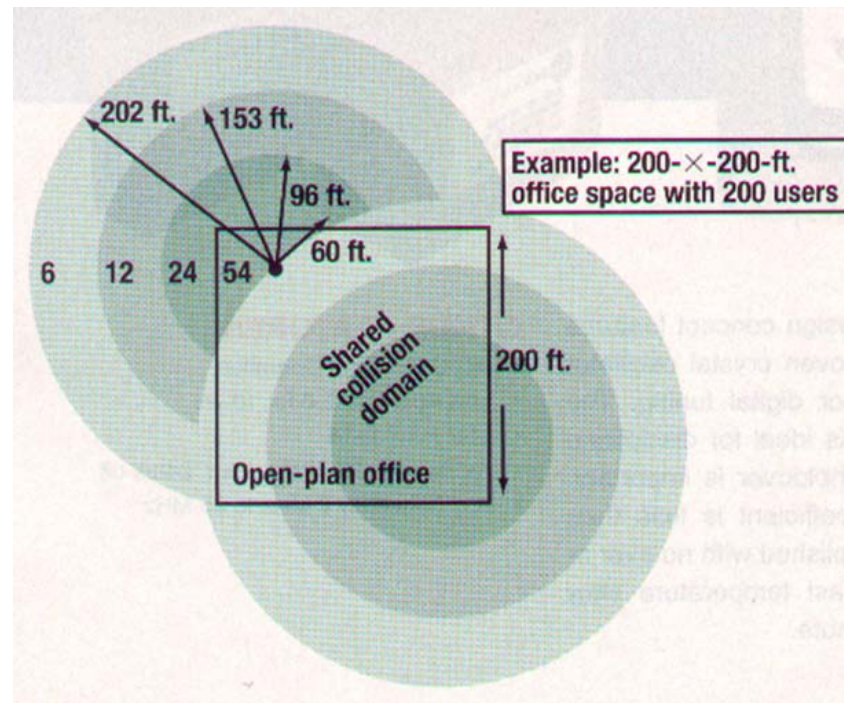 202 ft.
153 ft.
96 ft.
60 ft.
6 12 24 54
Example: 200-×-200-ft.
office space with 200 users
Shared
collision
domain
200 ft.
Open-plan office